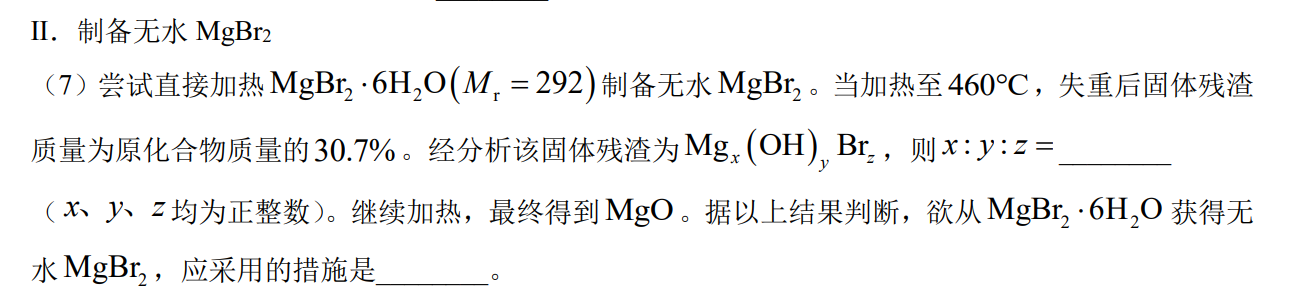 II．制备无水 MgBr₂
（7）尝试直接加热 MgBr₂·6H₂O(Mᵣ = 292) 制备无水 MgBr₂。当加热至 460°C，失重后固体残渣
质量为原化合物质量的 30.7%。经分析该固体残渣为 Mgₓ(OH)ᵧ Br_z，则 x : y : z = ________
（x、y、z 均为正整数）。继续加热，最终得到 MgO。据以上结果判断，欲从 MgBr₂·6H₂O 获得无
水 MgBr₂，应采用的措施是________。